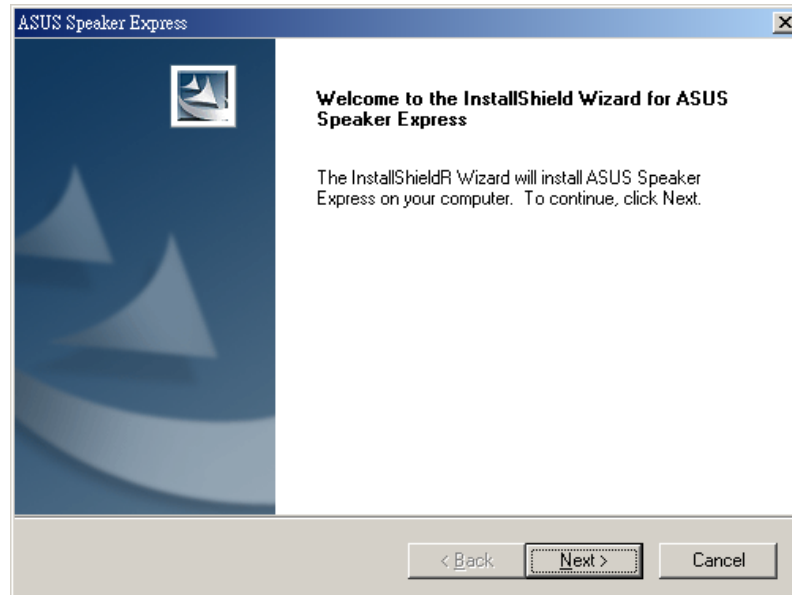 ASUS Speaker Express
Welcome to the InstallShield Wizard for ASUS
Speaker Express
The InstallShieldR Wizard will install ASUS Speaker
Express on your computer.  To continue, click Next.
< Back
Next >
Cancel